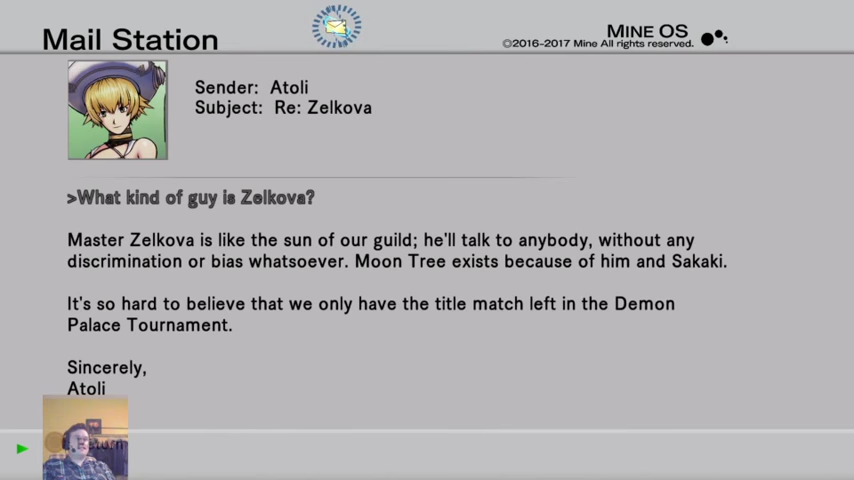 Mail Station
MINE OS
©2016-2017 Mine All rights reserved.
Sender: Atoli
Subject: Re: Zelkova
>What kind of guy is Zelkova?
Master Zelkova is like the sun of our guild; he'll talk to anybody, without any
discrimination or bias whatsoever. Moon Tree exists because of him and Sakaki.
It's so hard to believe that we only have the title match left in the Demon
Palace Tournament.
Sincerely,
Atoli